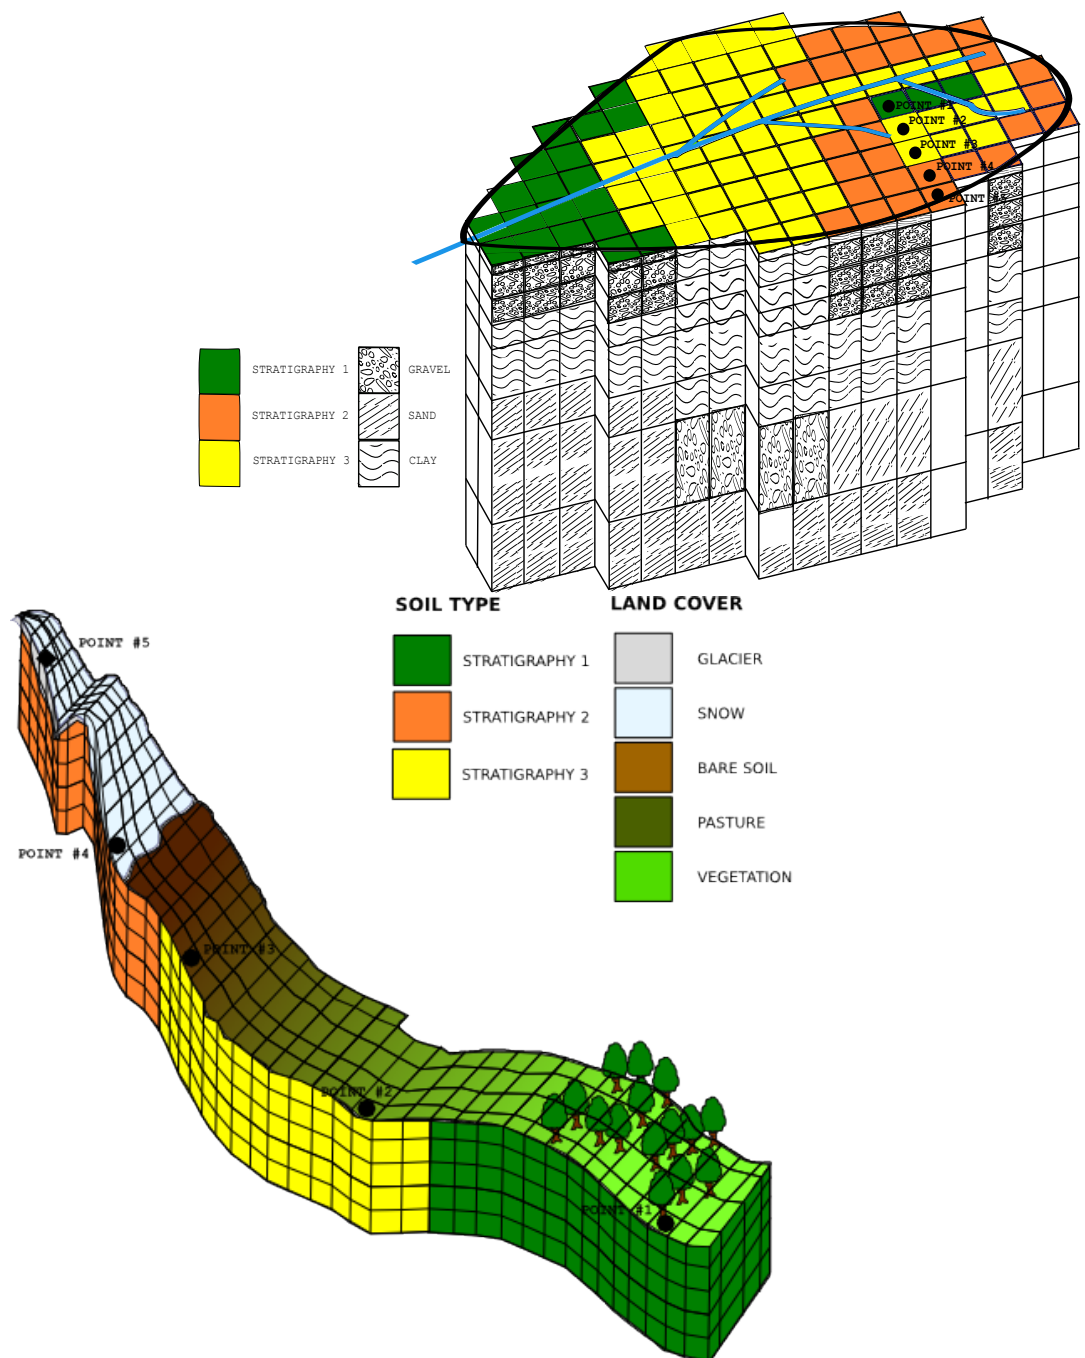 POINT #1
POINT #2
POINT #3
POINT #4
POINT
STRATIGRAPHY 1
GRAVEL
STRATIGRAPHY 2
SAND
STRATIGRAPHY 3
CLAY
SOIL TYPE
LAND COVER
STRATIGRAPHY 1
GLACIER
STRATIGRAPHY 2
SNOW
STRATIGRAPHY 3
BARE SOIL
PASTURE
VEGETATION
POINT #5
POINT #4
POINT #3
POINT #2
POINT #1